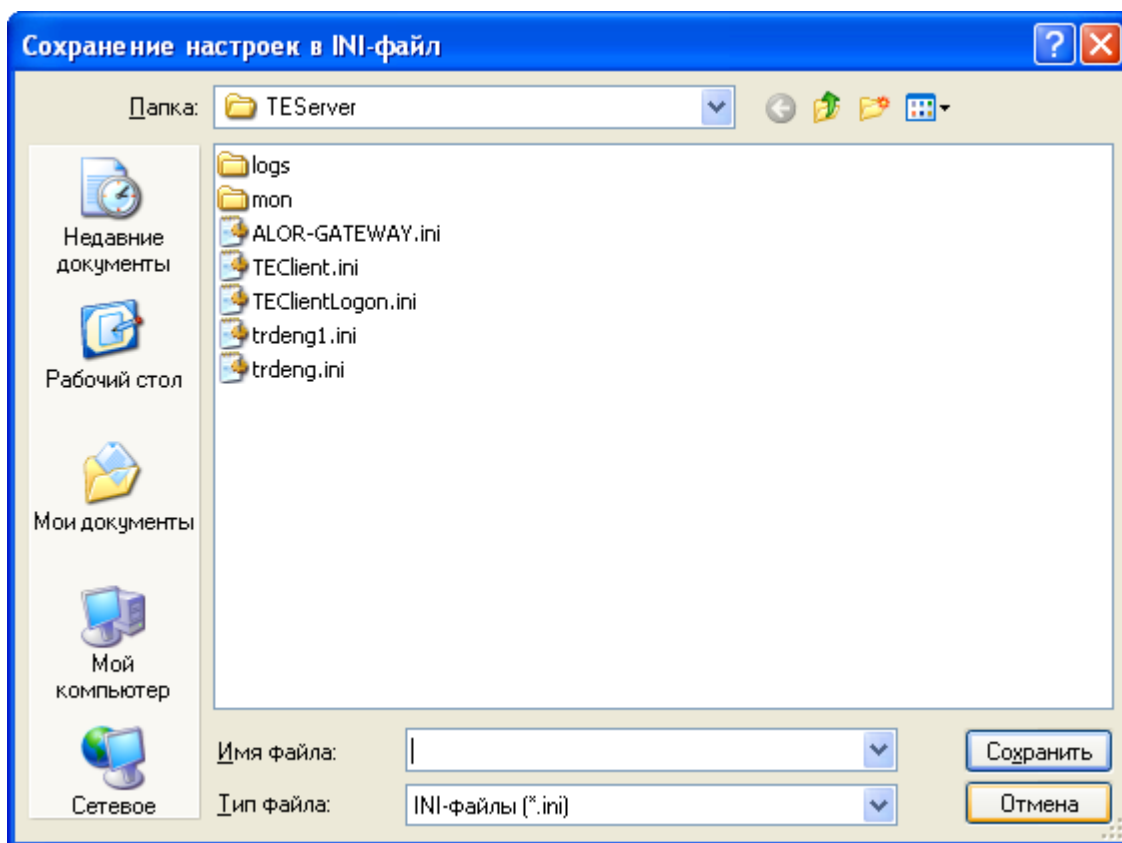 Сохранение настроек в INI-файл
Папка:
TEServer
Недавние
документы
Рабочий стол
Мои документы
Мой
компьютер
Сетевое
logs
mon
ALOR-GATEWAY.ini
TEClient.ini
TEClientLogon.ini
trdeng1.ini
trdeng.ini
Имя файла:
Сохранить
Тип файла:
INI-файлы (*.ini)
Отмена